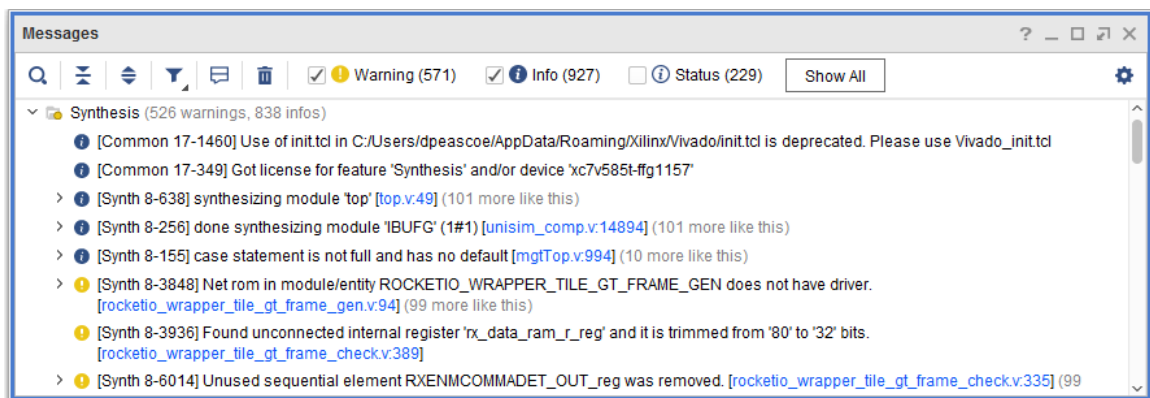 Messages
Warning (571) Info (927) Status (229) Show All
Synthesis (526 warnings, 838 infos)
[Common 17-1460] Use of init.tcl in C:/Users/dpeascoe/AppData/Roaming/Xilinx/Vivado/init.tcl is deprecated. Please use Vivado_init.tcl
[Common 17-349] Got license for feature 'Synthesis' and/or device 'xc7v585t-ffg1157'
[Synth 8-638] synthesizing module 'top' [top.v:49] (101 more like this)
[Synth 8-256] done synthesizing module 'IBUFG' (1#1) [unisim_comp.v:14894] (101 more like this)
[Synth 8-155] case statement is not full and has no default [mgtTop.v:994] (10 more like this)
[Synth 8-3848] Net rom in module/entity ROCKETIO_WRAPPER_TILE_GT_FRAME_GEN does not have driver.
[rocketio_wrapper_tile_gt_frame_gen.v:94] (99 more like this)
[Synth 8-3936] Found unconnected internal register 'rx_data_ram_r_reg' and it is trimmed from '80' to '32' bits.
[rocketio_wrapper_tile_gt_frame_check.v:389]
[Synth 8-6014] Unused sequential element RXENMCOMMADET_OUT_reg was removed. [rocketio_wrapper_tile_gt_frame_check.v:335] (99